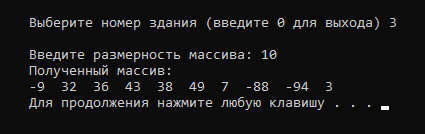 Выберите номер здания (введите 0 для выхода) 3
Введите размерность массива: 10
Полученный массив:
-9  32  36  43  38  49  7  -88  -94  3
Для продолжения нажмите любую клавишу . . .